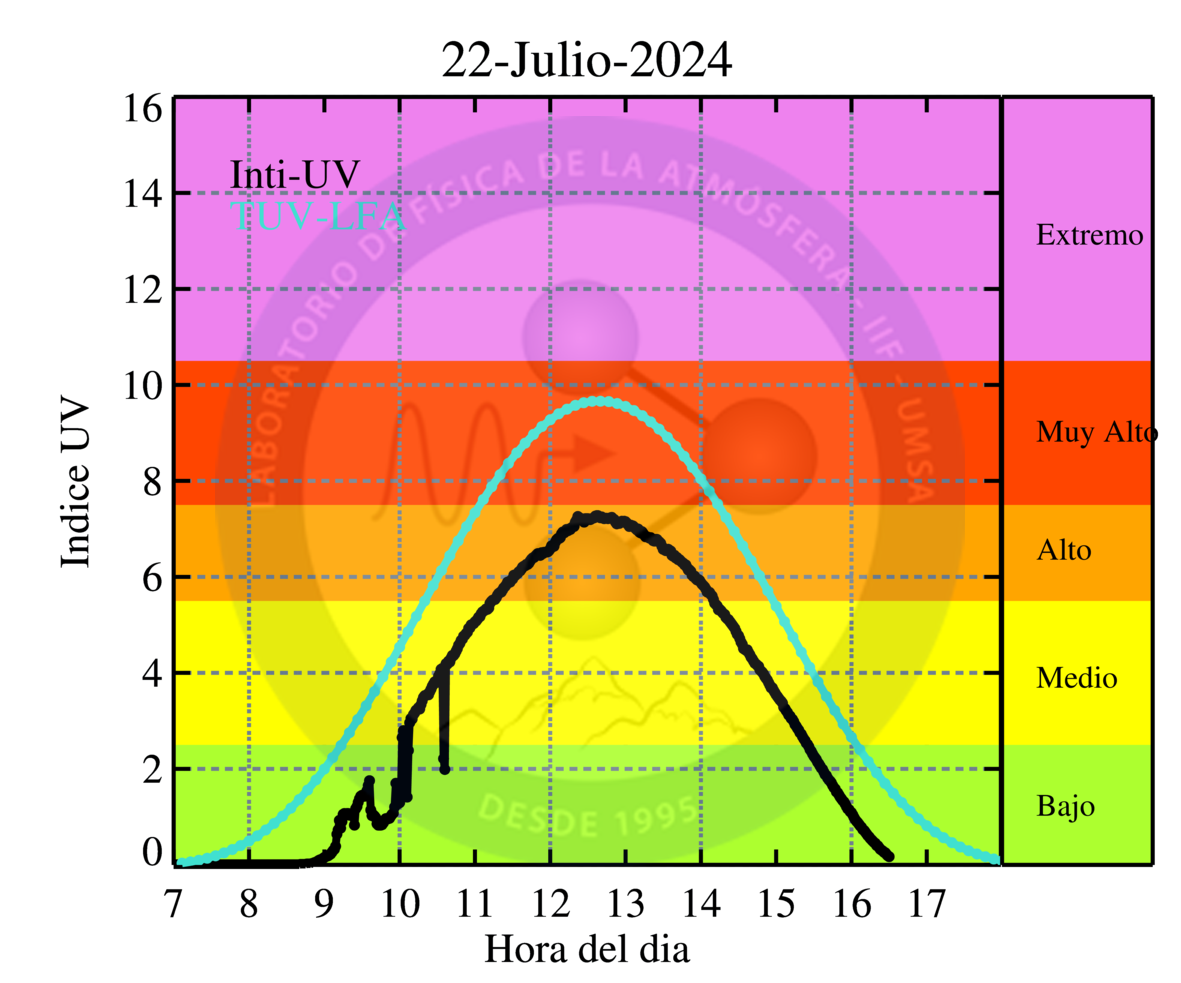 22-Julio-2024
Inti-UV
TUV-LFA
16
14
12
10
8
6
4
2
0
Indice UV
7 8 9 10 11 12 13 14 15 16 17
Hora del dia
Extremo
Muy Alto
Alto
Medio
Bajo
LABORATORIO DE FÍSICA DE LA ATMÓSFERA - IIF - UMSA
DESDE 1995